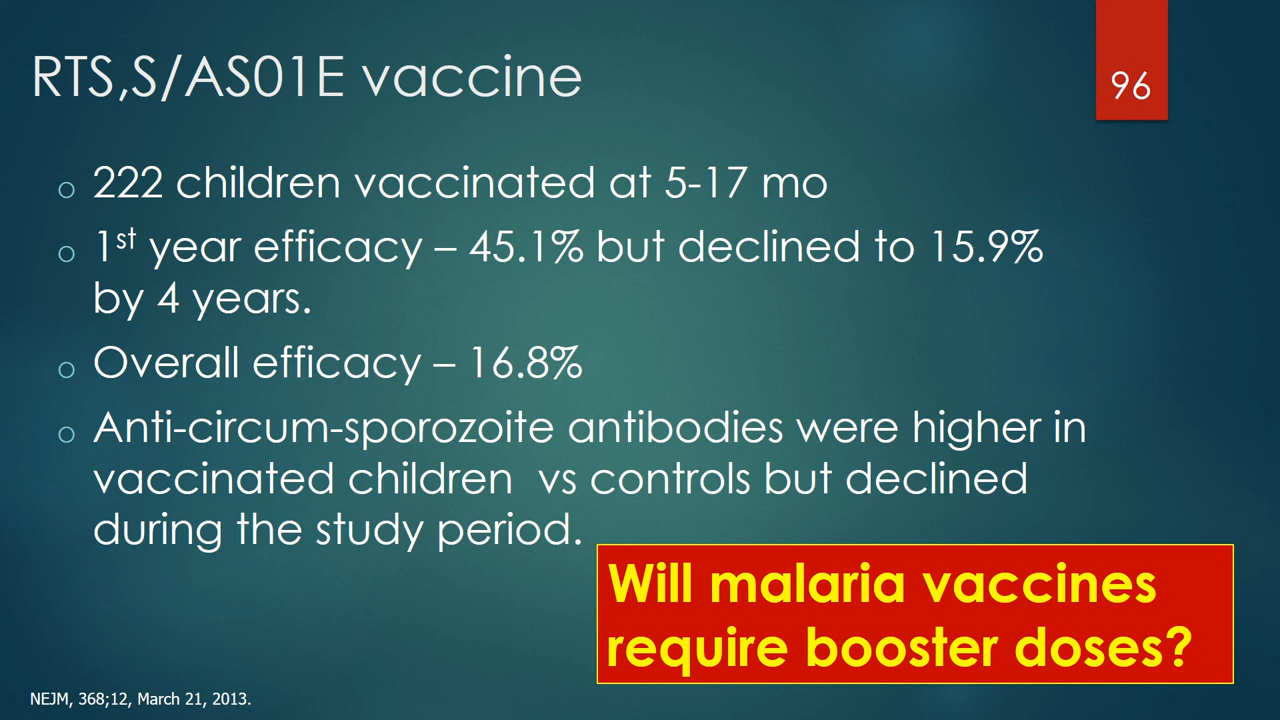 RTS,S/AS01E vaccine
96
222 children vaccinated at 5-17 mo
1st year efficacy – 45.1% but declined to 15.9%
by 4 years.
Overall efficacy – 16.8%
Anti-circum-sporozoite antibodies were higher in
vaccinated children vs controls but declined
during the study period.
Will malaria vaccines
require booster doses?
NEJM, 368;12, March 21, 2013.